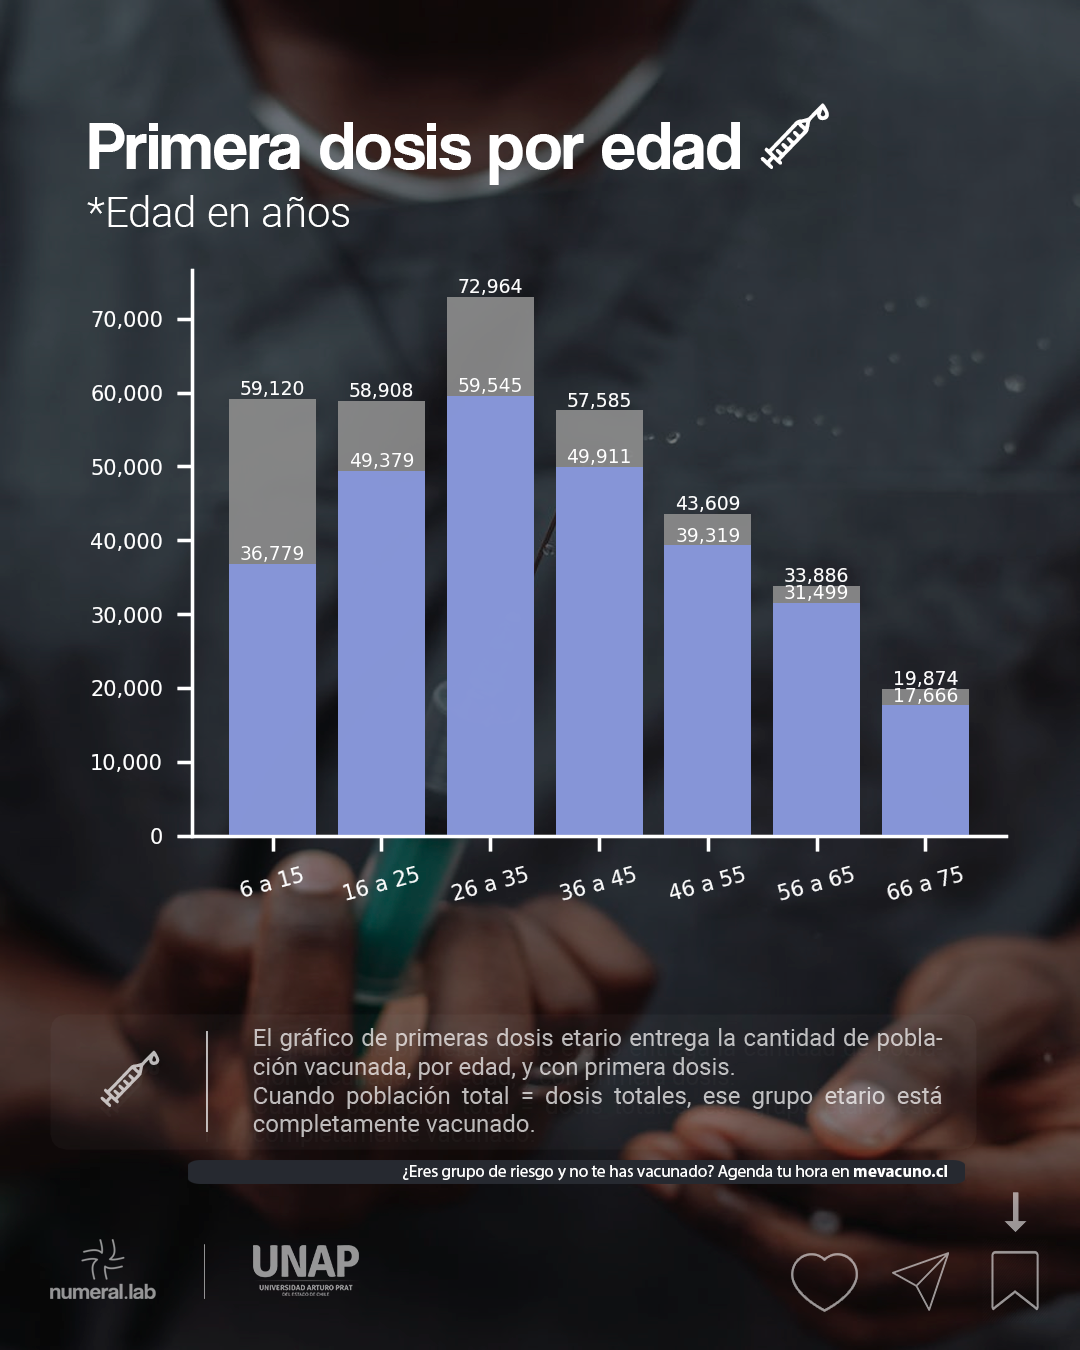 Primera dosis por edad
*Edad en años
72,964
70,000
59,120
58,908
59,545
57,585
60,000
49,379
49,911
50,000
43,609
39,319
36,779
40,000
33,886
31,499
30,000
19,874
17,666
20,000
10,000
0
6 a 15
16 a 25
26 a 35
36 a 45
46 a 55
56 a 65
66 a 75
El gráfico de primeras dosis etario entrega la cantidad de pobla-
ción vacunada, por edad, y con primera dosis.
Cuando población total = dosis totales, ese grupo etario está
completamente vacunado.
¿Eres grupo de riesgo y no te has vacunado? Agenda tu hora en mevacuno.cl
numeral.lab
UNAP
UNIVERSIDAD ARTURO PRAT
DEL ESTADO DE CHILE